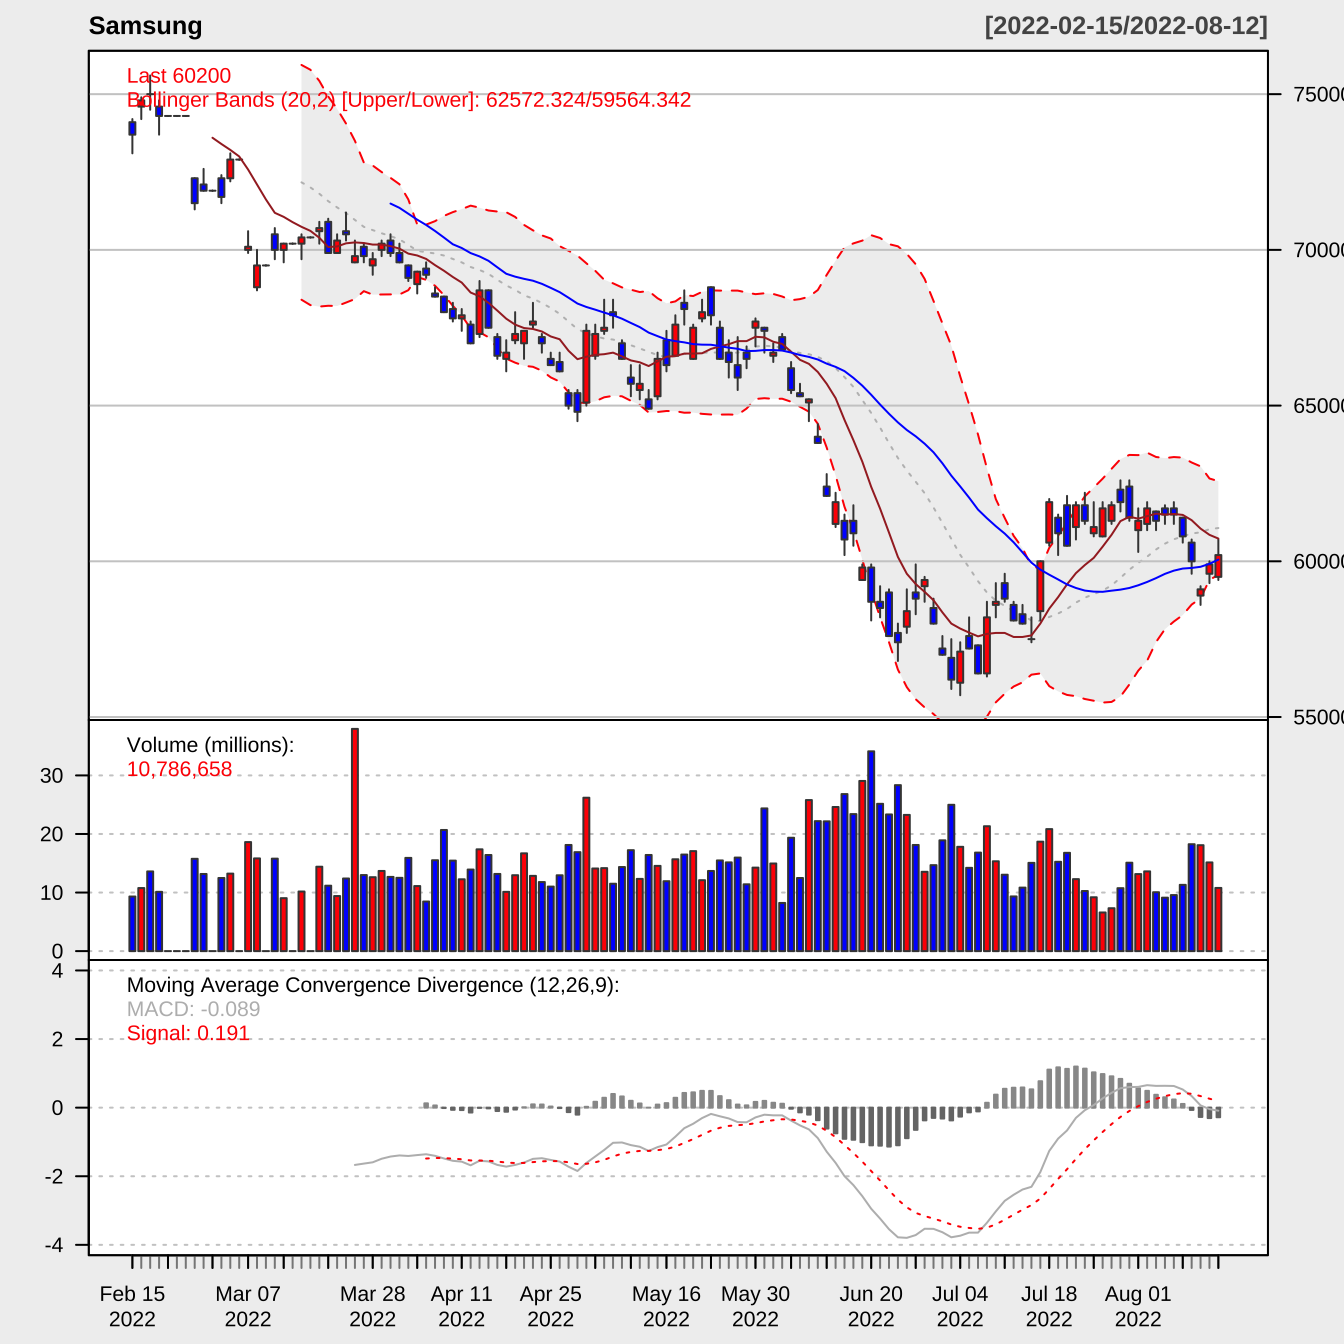 Samsung
[2022-02-15/2022-08-12]
Last 60200
Bollinger Bands (20,2) [Upper/Lower]: 62572.324/59564.342
75000
70000
65000
60000
55000
Volume (millions):
10,786,658
30
20
10
0
Moving Average Convergence Divergence (12,26,9):
MACD: -0.089
Signal: 0.191
4
2
0
-2
-4
Feb 15 Mar 07 Mar 28 Apr 11 Apr 25 May 16 May 30 Jun 20 Jul 04 Jul 18 Aug 01
2022 2022 2022 2022 2022 2022 2022 2022 2022 2022 2022